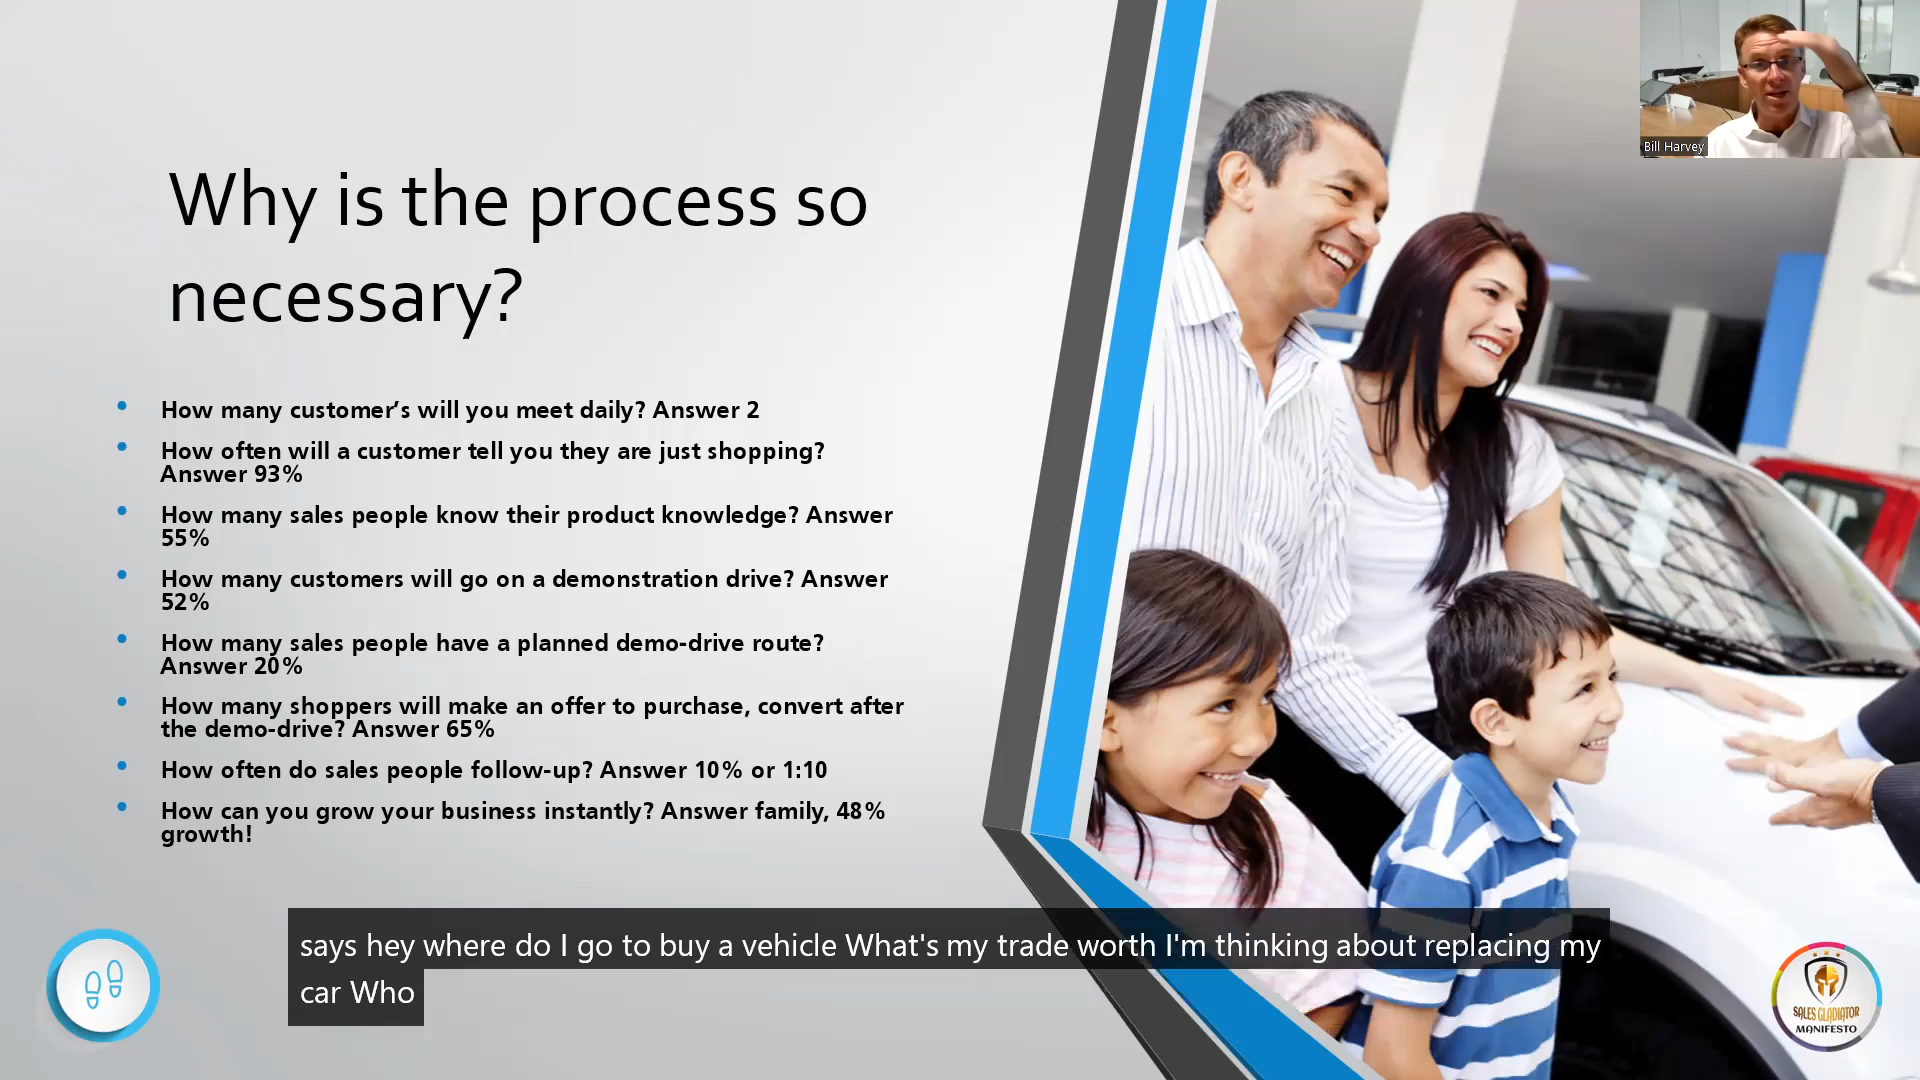 Bill Harvey
Why is the process so
necessary?
How many customer’s will you meet daily? Answer 2
How often will a customer tell you they are just shopping?
Answer 93%
How many sales people know their product knowledge? Answer
55%
How many customers will go on a demonstration drive? Answer
52%
How many sales people have a planned demo-drive route?
Answer 20%
How many shoppers will make an offer to purchase, convert after
the demo-drive? Answer 65%
How often do sales people follow-up? Answer 10% or 1:10
How can you grow your business instantly? Answer family, 48%
growth!
says hey where do I go to buy a vehicle What's my trade worth I'm thinking about replacing my
car Who
SALES GLADIATOR
MANIFESTO